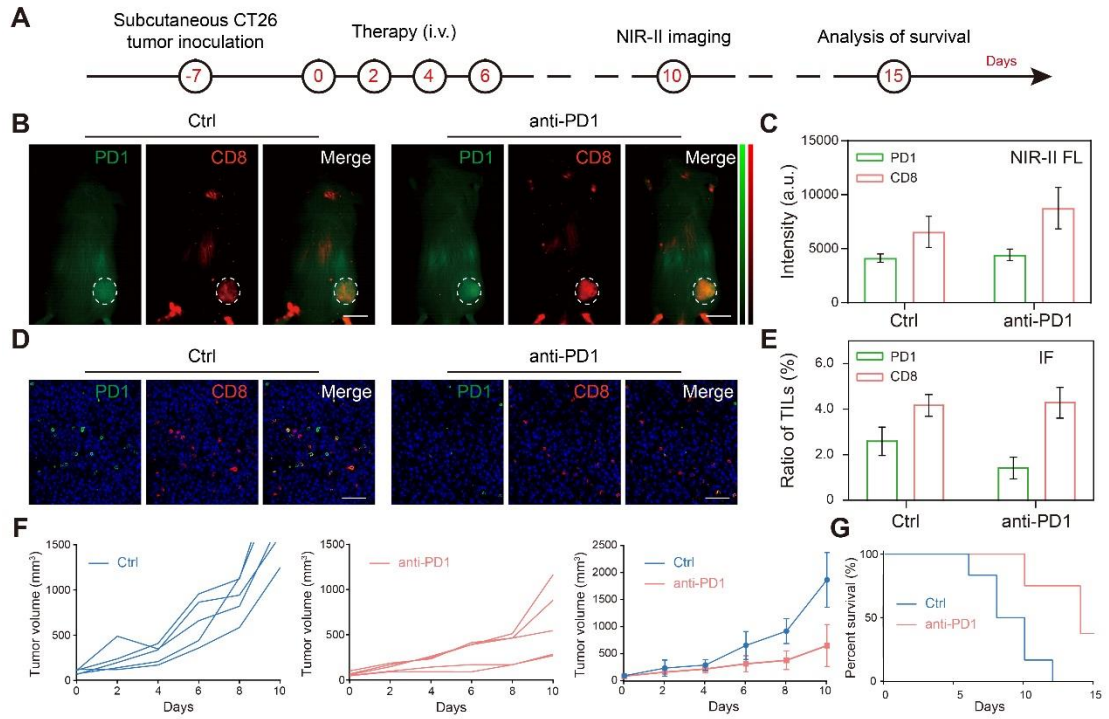 A
Subcutaneous CT26
tumor inoculation
Therapy (i.v.)
NIR-II imaging
Analysis of survival
Days
-7
0
2
4
6
10
15
B
Ctrl
anti-PD1
PD1
CD8
Merge
PD1
CD8
Merge
C
15000
10000
5000
0
Intensity (a.u.)
PD1
CD8
NIR-II FL
Ctrl
anti-PD1
D
Ctrl
anti-PD1
PD1
CD8
Merge
PD1
CD8
Merge
E
6.0
4.0
2.0
0
Ratio of TILs (%)
PD1
CD8
IF
Ctrl
anti-PD1
F
Tumor volume (mm³)
1500
1000
500
0
Ctrl
0 2 4 6 8 10
Days
Tumor volume (mm³)
1500
1000
500
0
anti-PD1
0 2 4 6 8 10
Days
Tumor volume (mm³)
2500
2000
1500
1000
500
0
Ctrl
anti-PD1
0 2 4 6 8 10
Days
G
Percent survival (%)
100
50
0
Ctrl
anti-PD1
0 5 10 15
Days